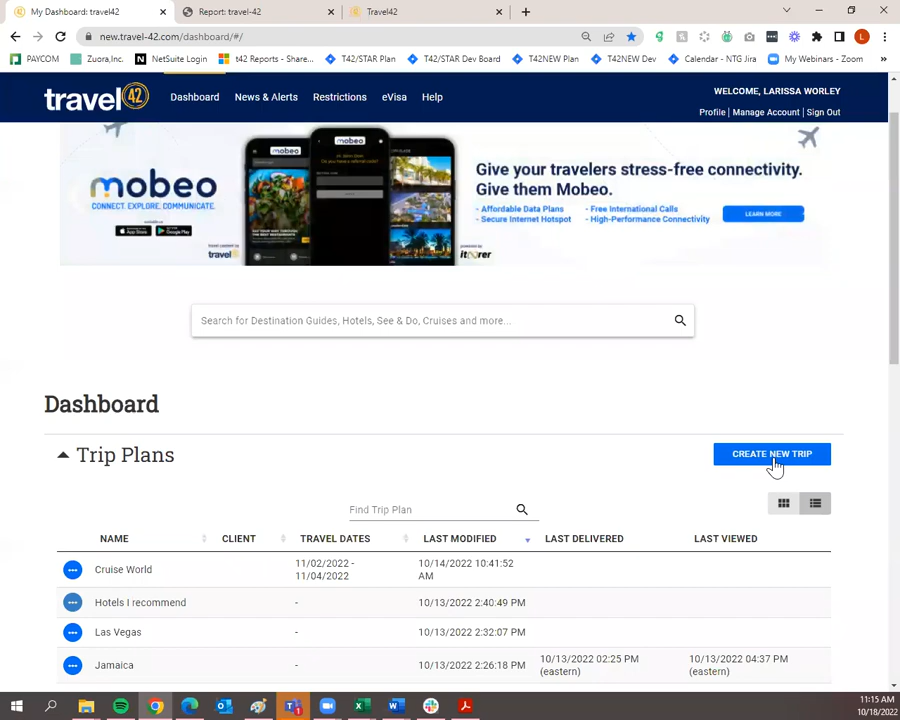 My Dashboard: travel42
Report: travel-42
Travel42
new.travel-42.com/dashboard/#/
PAYCOM
Zuora,Inc.
NetSuite Login
t42 Reports - Share...
T42/STAR Plan
T42/STAR Dev Board
T42NEW Plan
T42NEW Dev
Calendar - NTG Jira
My Webinars - Zoom
travel 42
Dashboard
News & Alerts
Restrictions
eVisa
Help
WELCOME, LARISSA WORLEY
Profile | Manage Account | Sign Out
mobeo
CONNECT. EXPLORE. COMMUNICATE.
App Store
Google Play
mobeo
mobeo
Give your travelers stress-free connectivity.
Give them Mobeo.
- Affordable Data Plans
- Free International Calls
- Secure Internet Hotspot
- High-Performance Connectivity
LEARN MORE
Search for Destination Guides, Hotels, See & Do, Cruises and more...
Dashboard
Trip Plans
CREATE NEW TRIP
Find Trip Plan
NAME CLIENT TRAVEL DATES LAST MODIFIED LAST DELIVERED LAST VIEWED
Cruise World 11/02/2022 - 10/14/2022 10:41:52
11/04/2022 AM
Hotels I recommend - 10/13/2022 2:40:49 PM
Las Vegas - 10/13/2022 2:32:07 PM
Jamaica - 10/13/2022 2:26:18 PM 10/13/2022 02:25 PM 10/13/2022 04:37 PM
(eastern) (eastern)
11:15 AM
10/18/2022